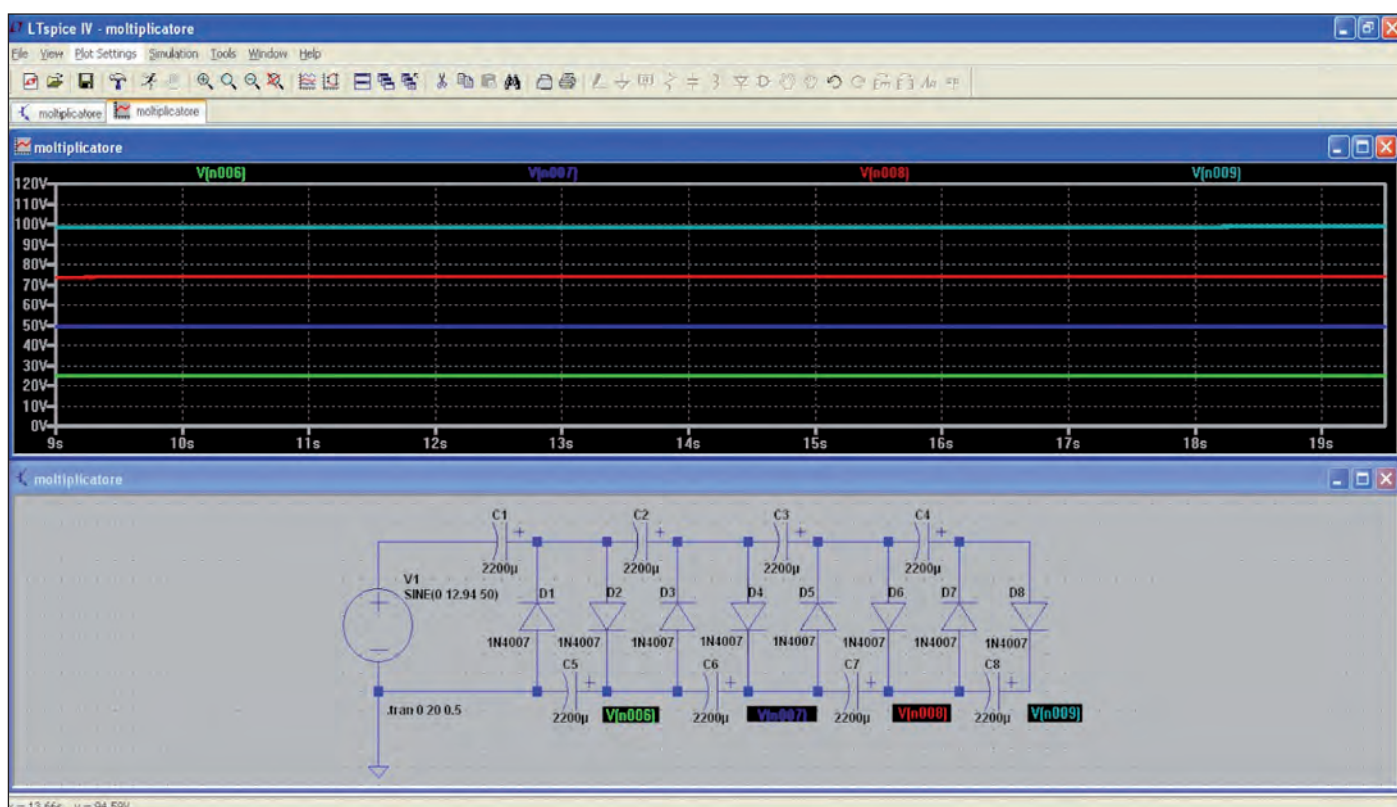 LTspice IV - moltiplicatore
File View Plot Settings Simulation Tools Window Help
moltiplicatore moltiplicatore
moltiplicatore
V(n006) V(n007) V(n008) V(n009)
120V
110V
100V
90V
80V
70V
60V
50V
40V
30V
20V
10V
0V
9s 10s 11s 12s 13s 14s 15s 16s 17s 18s 19s
moltiplicatore
C1 C2 C3 C4
+ + + +
2200µ 2200µ 2200µ 2200µ
V1
SINE(0 12.94 50)
D1 D2 D3 D4 D5 D6 D7 D8
1N4007 1N4007 1N4007 1N4007 1N4007 1N4007 1N4007 1N4007
C5 C6 C7 C8
+ + + +
.tran 0 20 0.5
2200µ V(n006) 2200µ V(n007) 2200µ V(n008) 2200µ V(n009)
x = 13.66s y = 94.59V